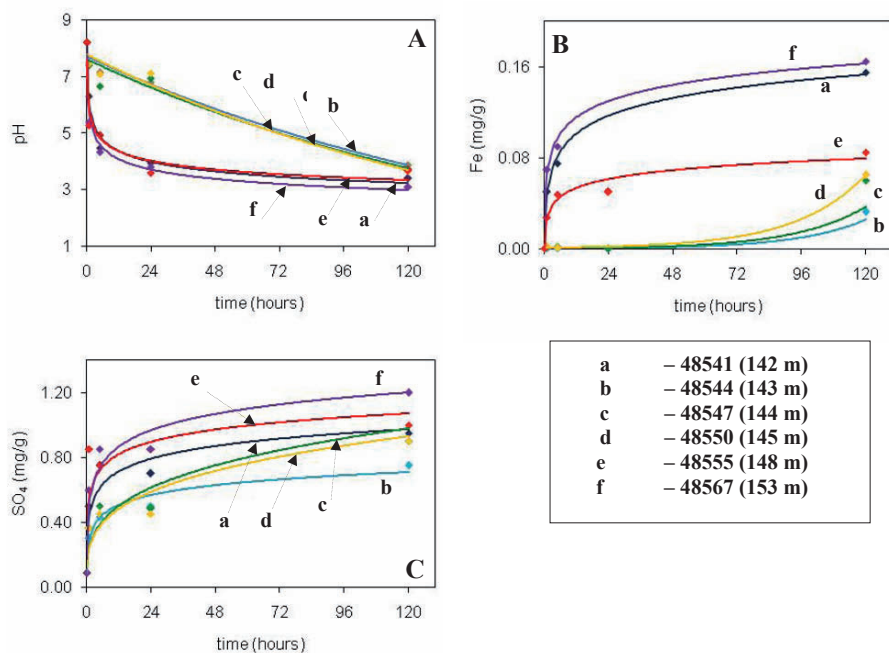 A
9
7
5
3
1
pH
c
d
c
b
f
e
a
0 24 48 72 96 120
time (hours)
B
0.16
0.08
0.00
Fe (mg/g)
f
a
e
d
c
b
0 24 48 72 96 120
time (hours)
C
1.20
0.80
0.40
0.00
SO4 (mg/g)
e
f
a
d
c
b
0 24 48 72 96 120
time (hours)
a – 48541 (142 m)
b – 48544 (143 m)
c – 48547 (144 m)
d – 48550 (145 m)
e – 48555 (148 m)
f – 48567 (153 m)